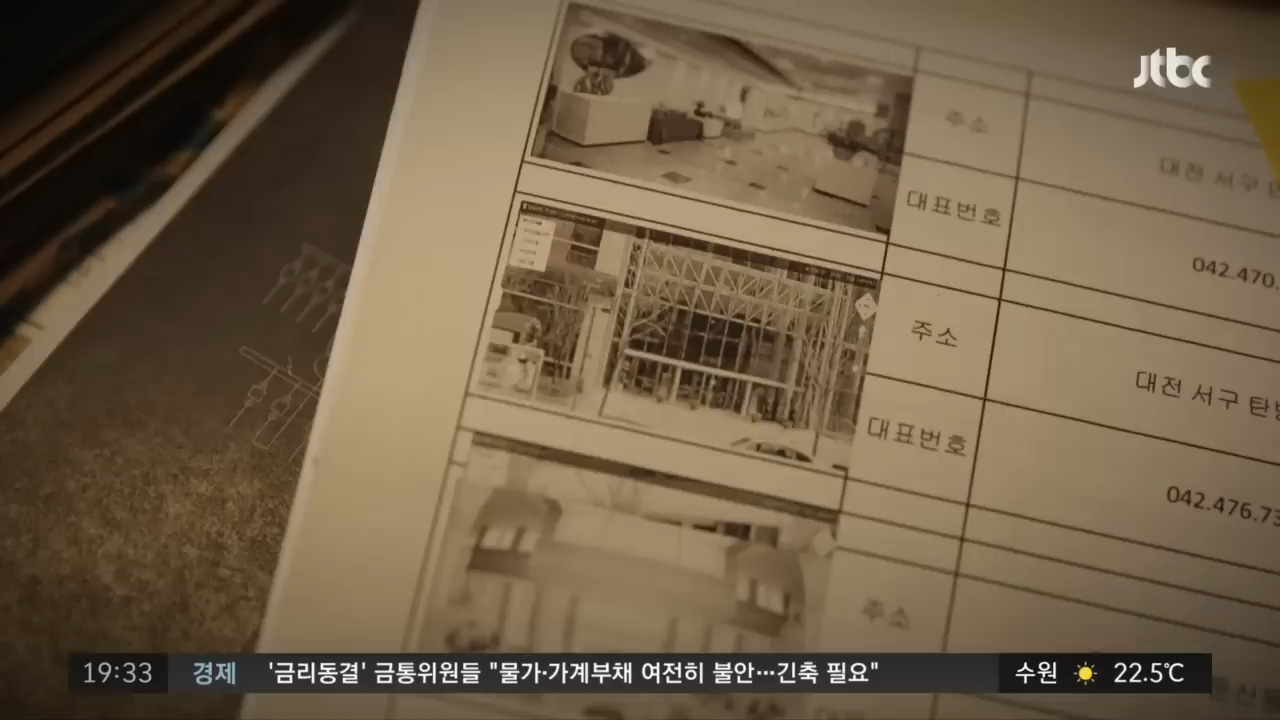 jtbc
주소
대전 서구
대표번호
042.470.
주소
대전 서구 탄방
대표번호
042.476.73
주소
19:33 경제 '금리동결' 금통위원들 "물가·가계부채 여전히 불안…긴축 필요" 수원 22.5℃